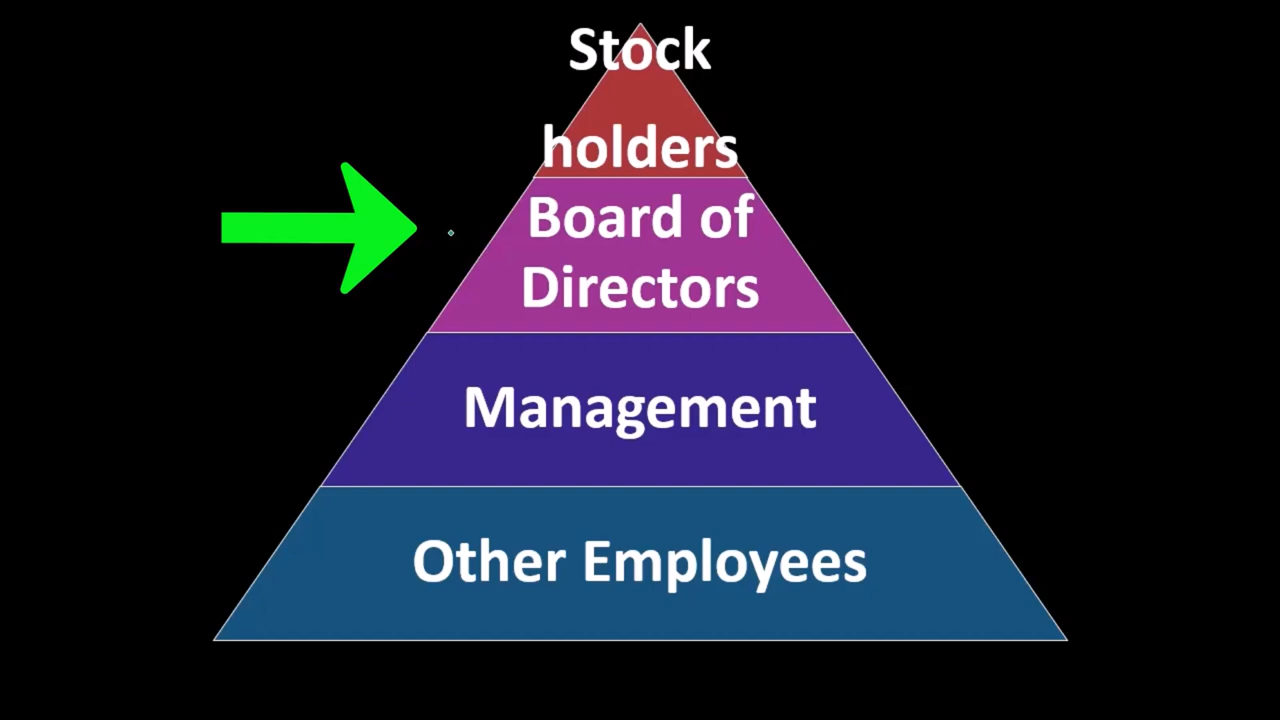 Stock
holders
Board of
Directors
Management
Other Employees